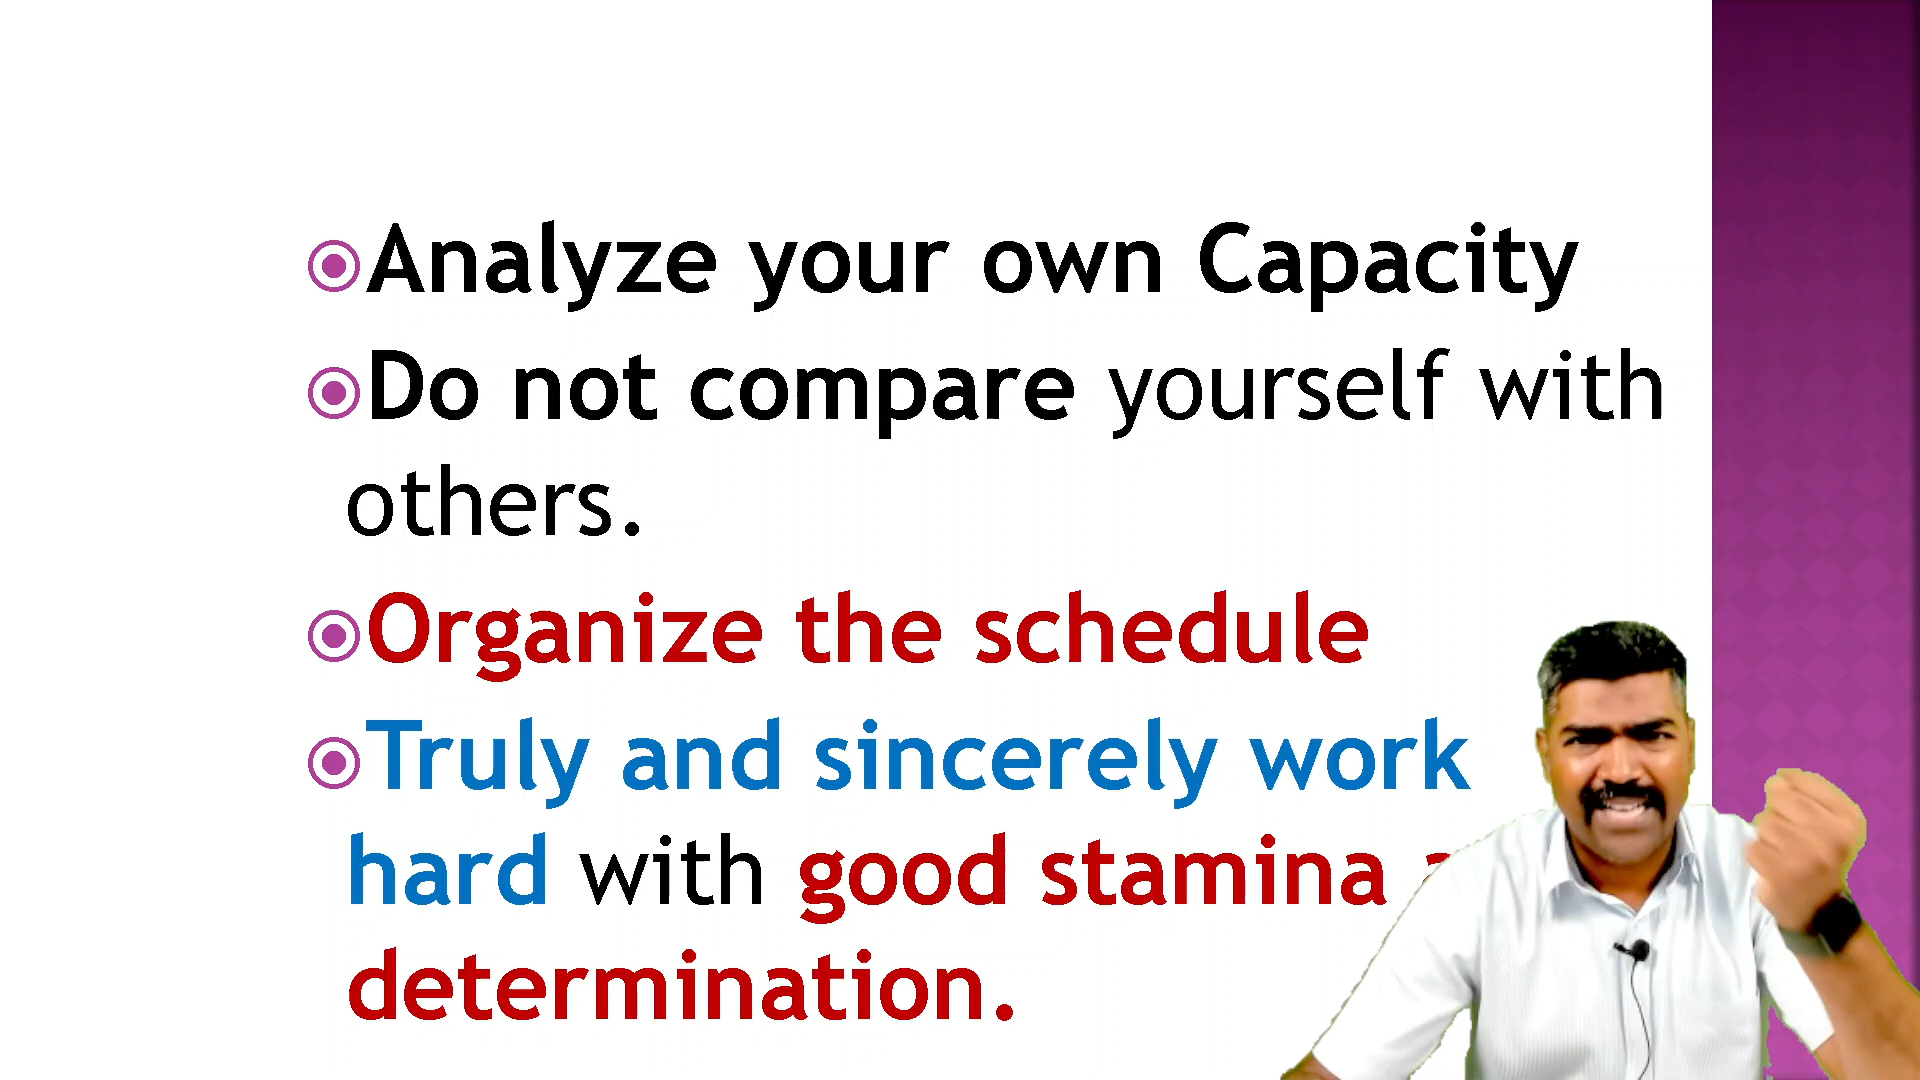 Analyze your own Capacity
Do not compare yourself with
others.
Organize the schedule
Truly and sincerely work
hard with good stamina
determination.